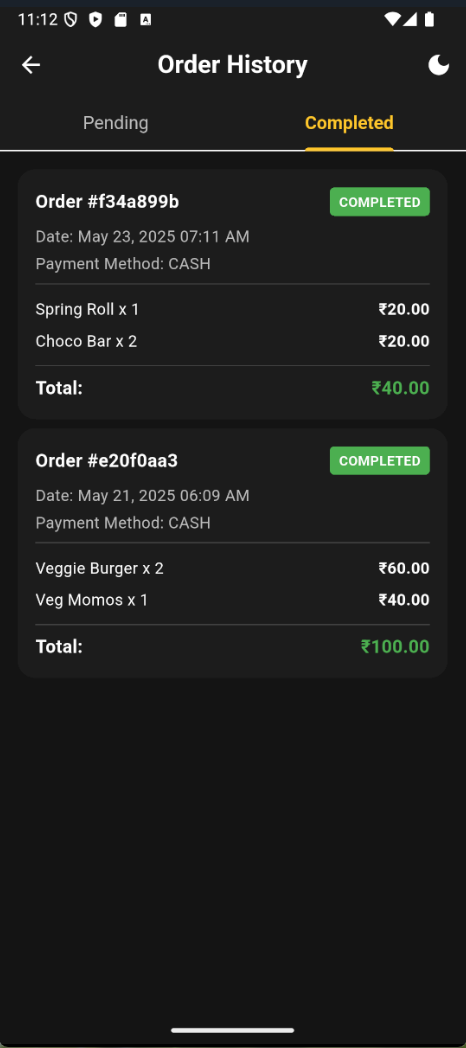 11:12
Order History
Pending Completed
Order #f34a899b COMPLETED
Date: May 23, 2025 07:11 AM
Payment Method: CASH
Spring Roll x 1 ₹20.00
Choco Bar x 2 ₹20.00
Total: ₹40.00
Order #e20f0aa3 COMPLETED
Date: May 21, 2025 06:09 AM
Payment Method: CASH
Veggie Burger x 2 ₹60.00
Veg Momos x 1 ₹40.00
Total: ₹100.00